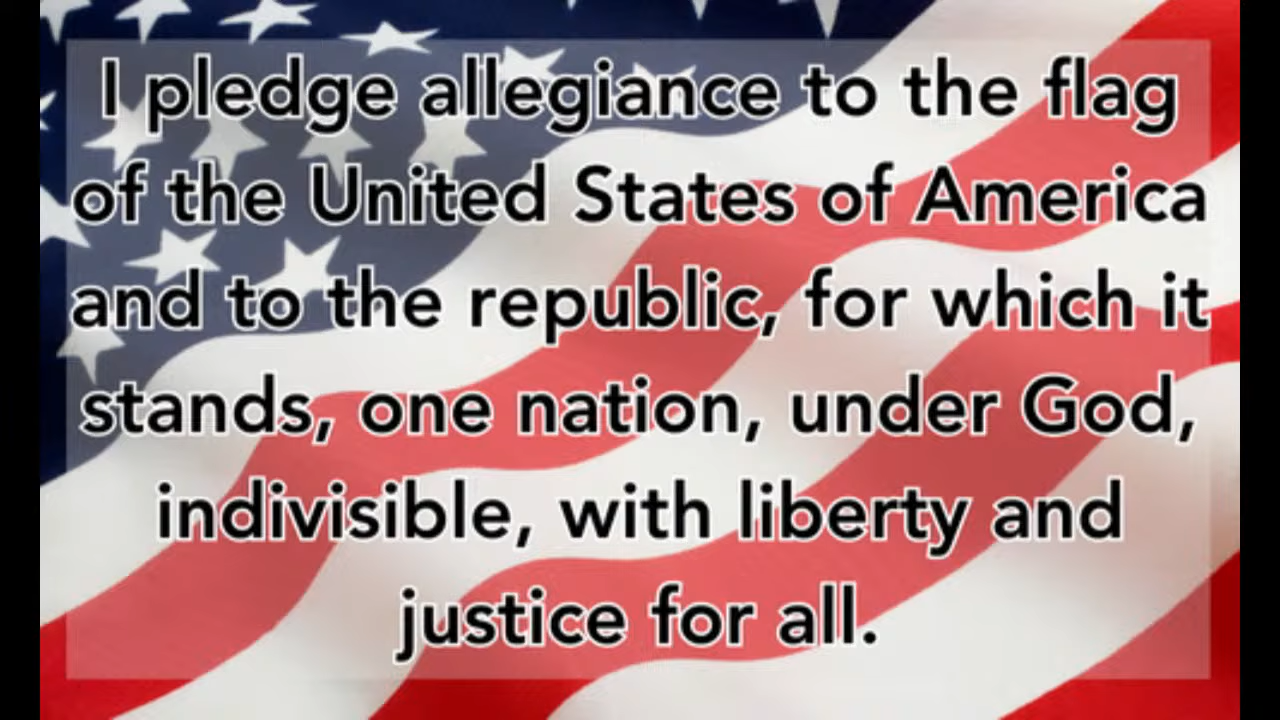 I pledge allegiance to the flag
of the United States of America
and to the republic, for which it
stands, one nation, under God,
indivisible, with liberty and
justice for all.